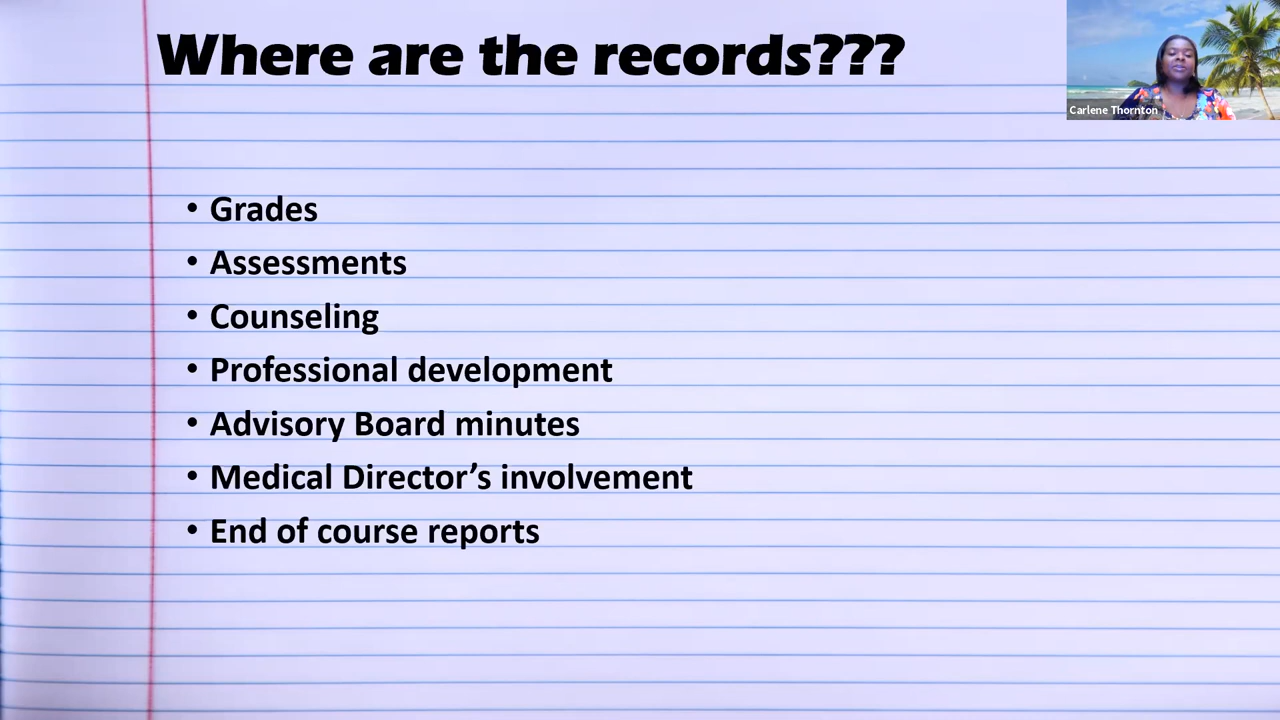 Where are the records???
Carlene Thornton
• Grades
• Assessments
• Counseling
• Professional development
• Advisory Board minutes
• Medical Director’s involvement
• End of course reports